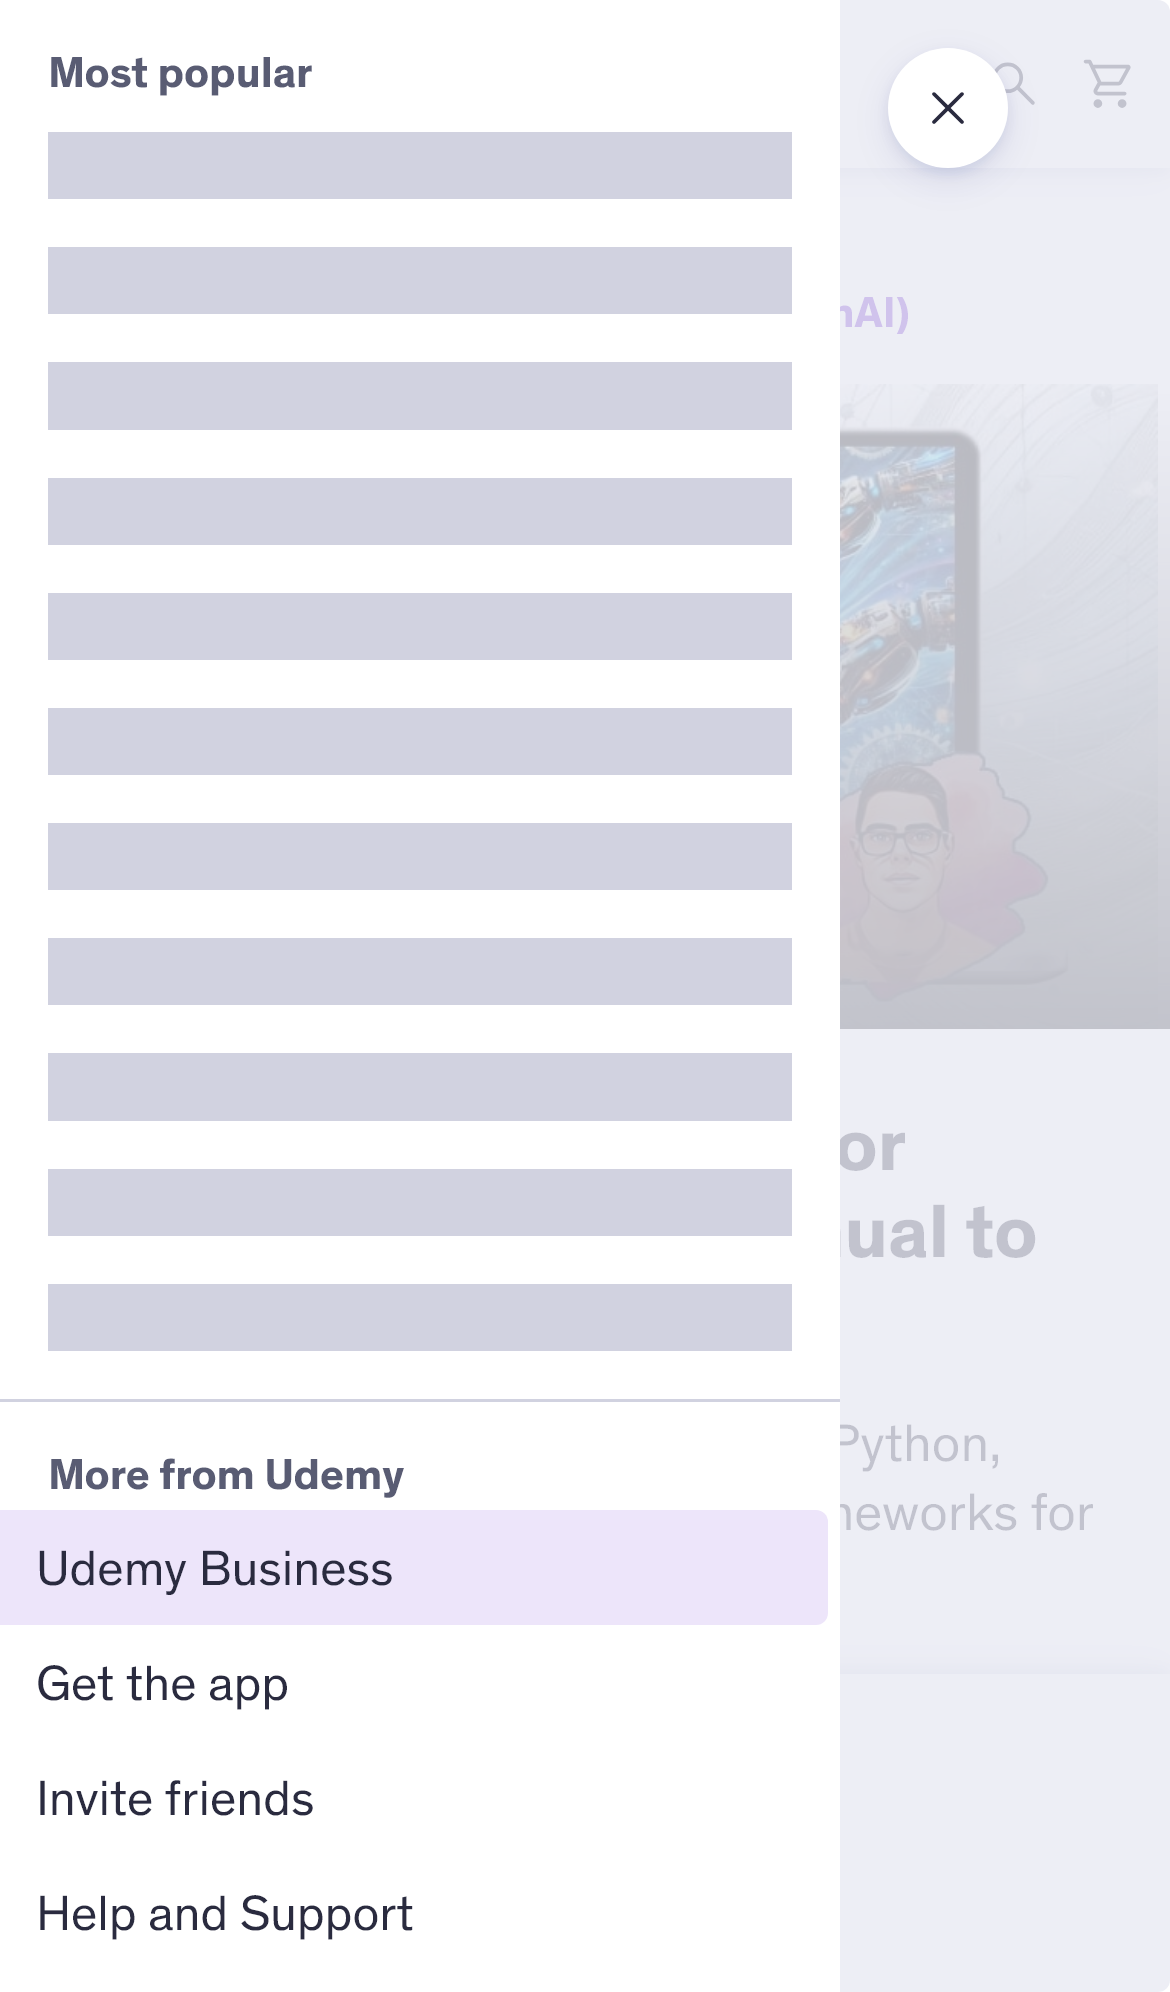 Most popular
nAI)
or
ual to
Python,
neworks for
More from Udemy
Udemy Business
Get the app
Invite friends
Help and Support